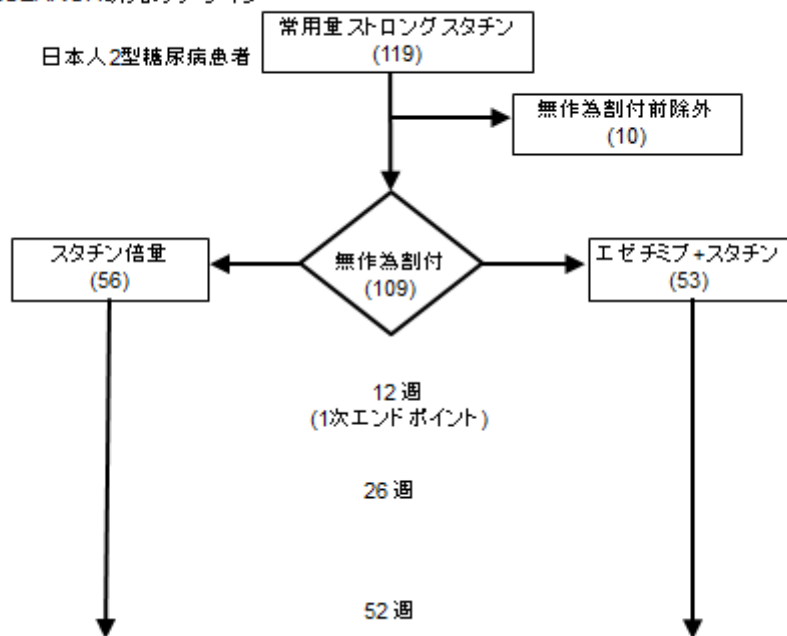 常用量ストロングスタチン
(119)
日本人2型糖尿病患者
無作為割付前除外
(10)
スタチン倍量
(56)
無作為割付
(109)
エゼチミブ+スタチン
(53)
12週
(1次エンドポイント)
26週
52週